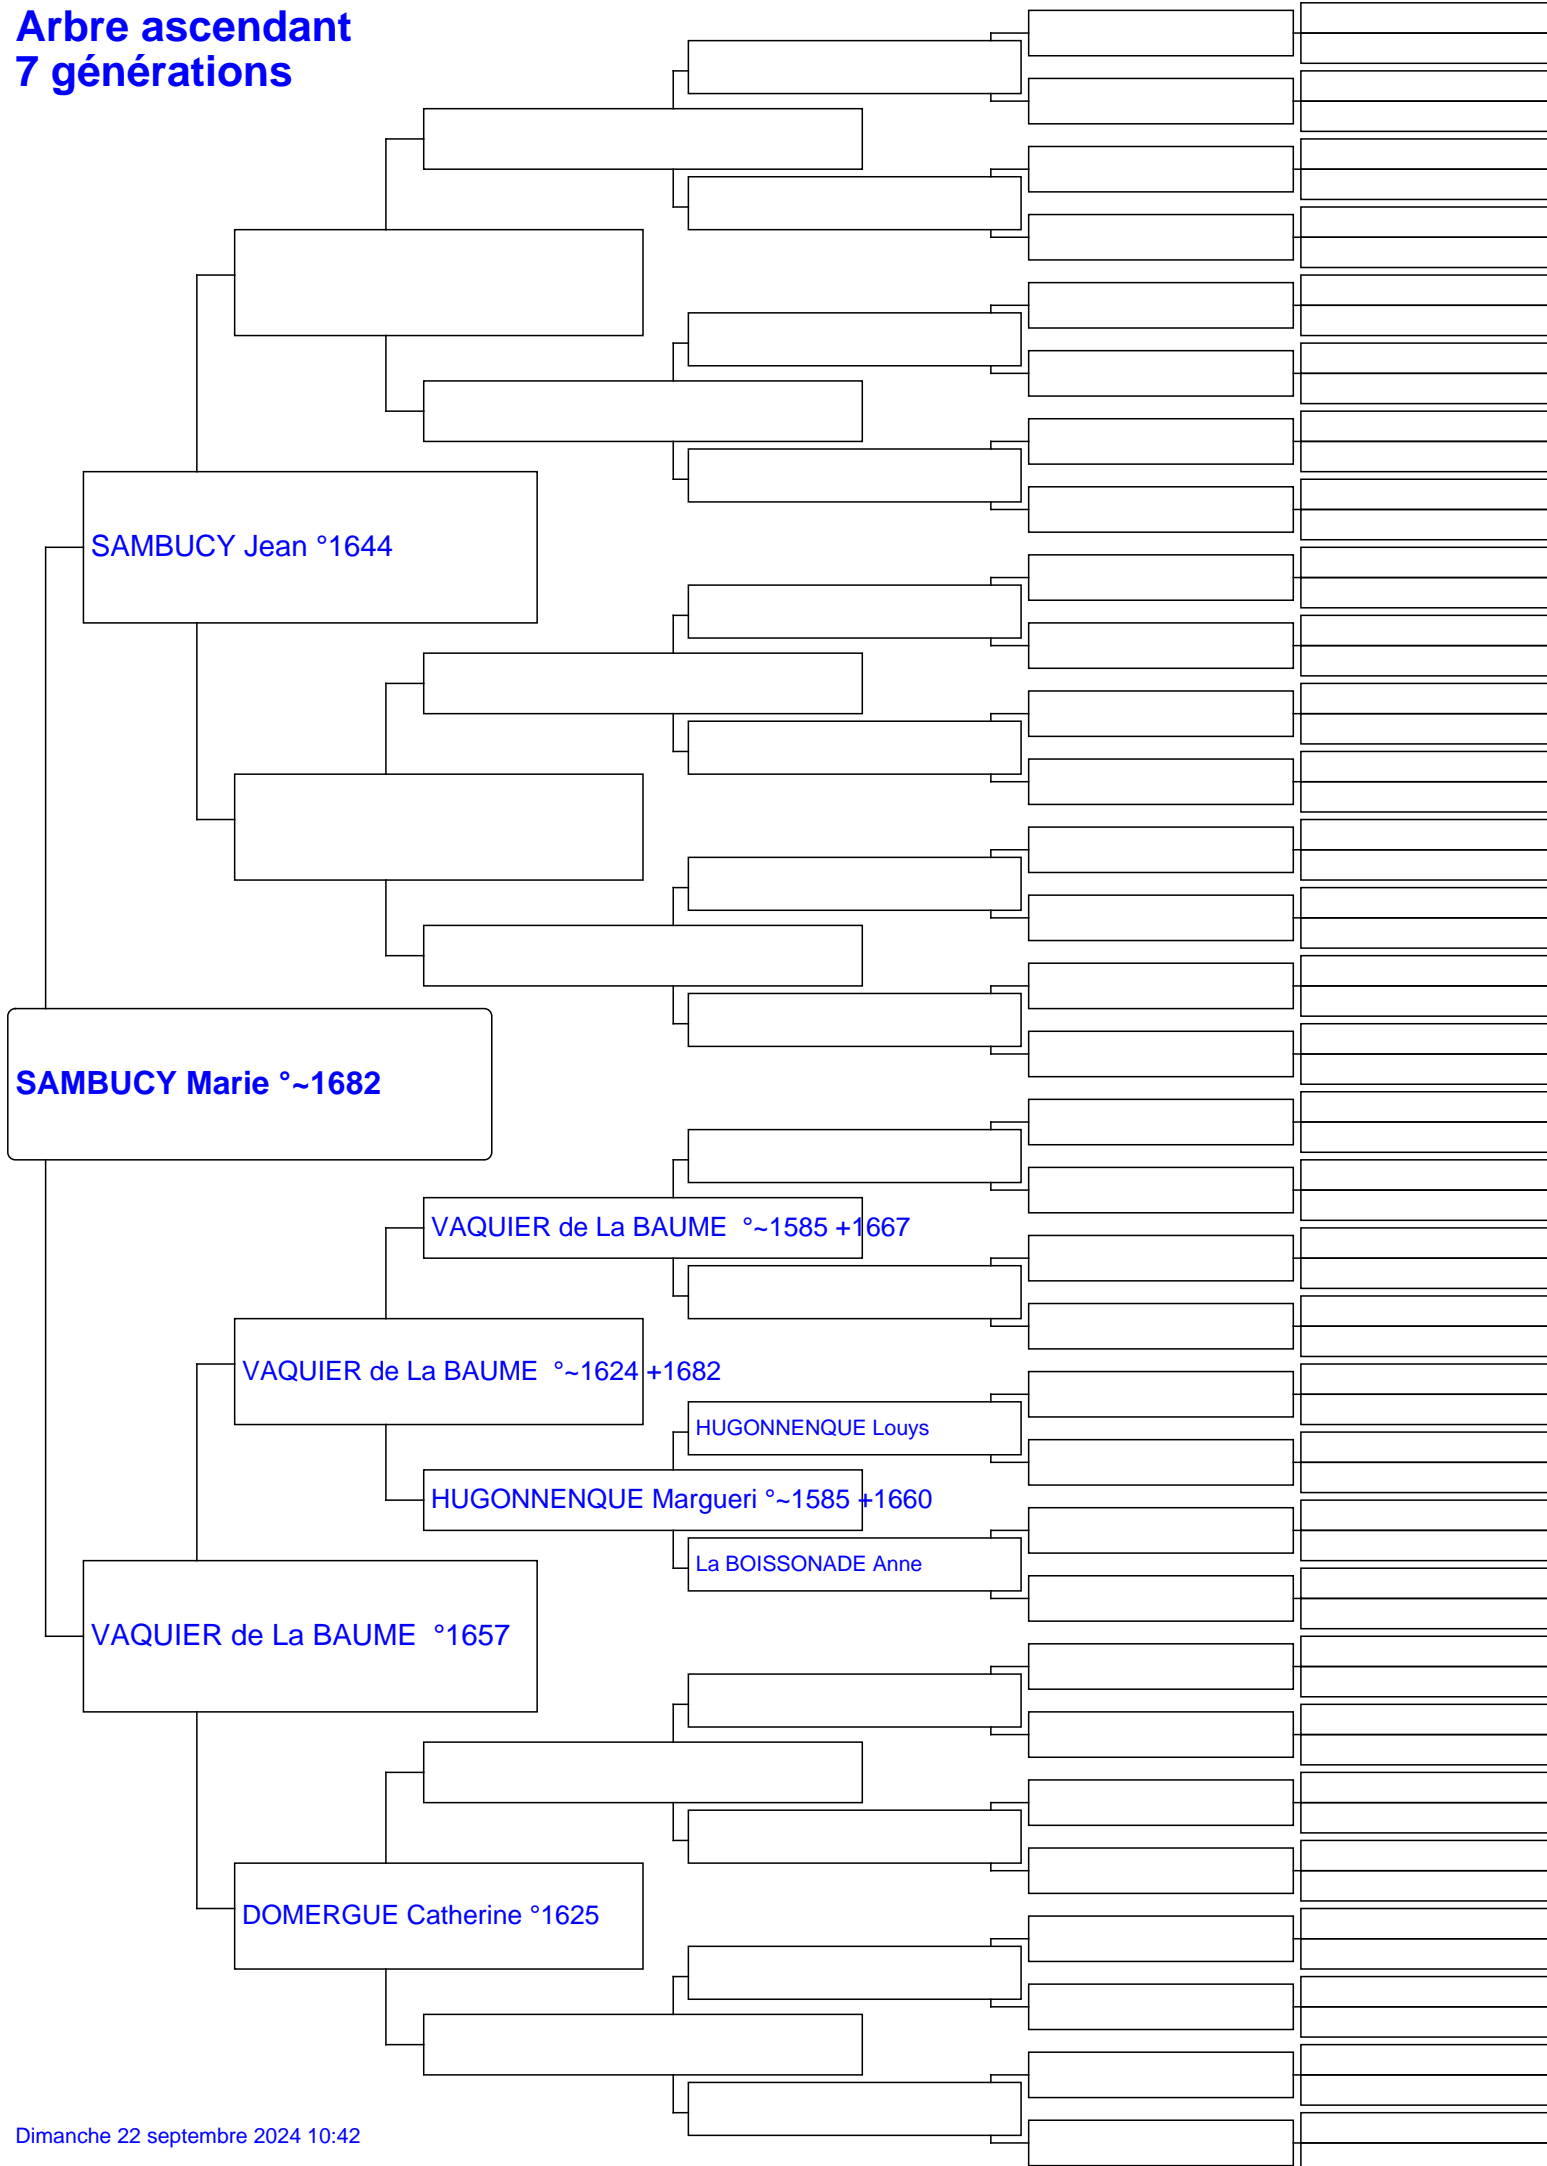 Arbre ascendant
7 générations
SAMBUCY Jean °1644
SAMBUCY Marie °~1682
VAQUIER de La BAUME  °~1585 +1667
VAQUIER de La BAUME  °~1624 +1682
HUGONNENQUE Louys
HUGONNENQUE Margueri °~1585 +1660
La BOISSONADE Anne
VAQUIER de La BAUME  °1657
DOMERGUE Catherine °1625
Dimanche 22 septembre 2024 10:42